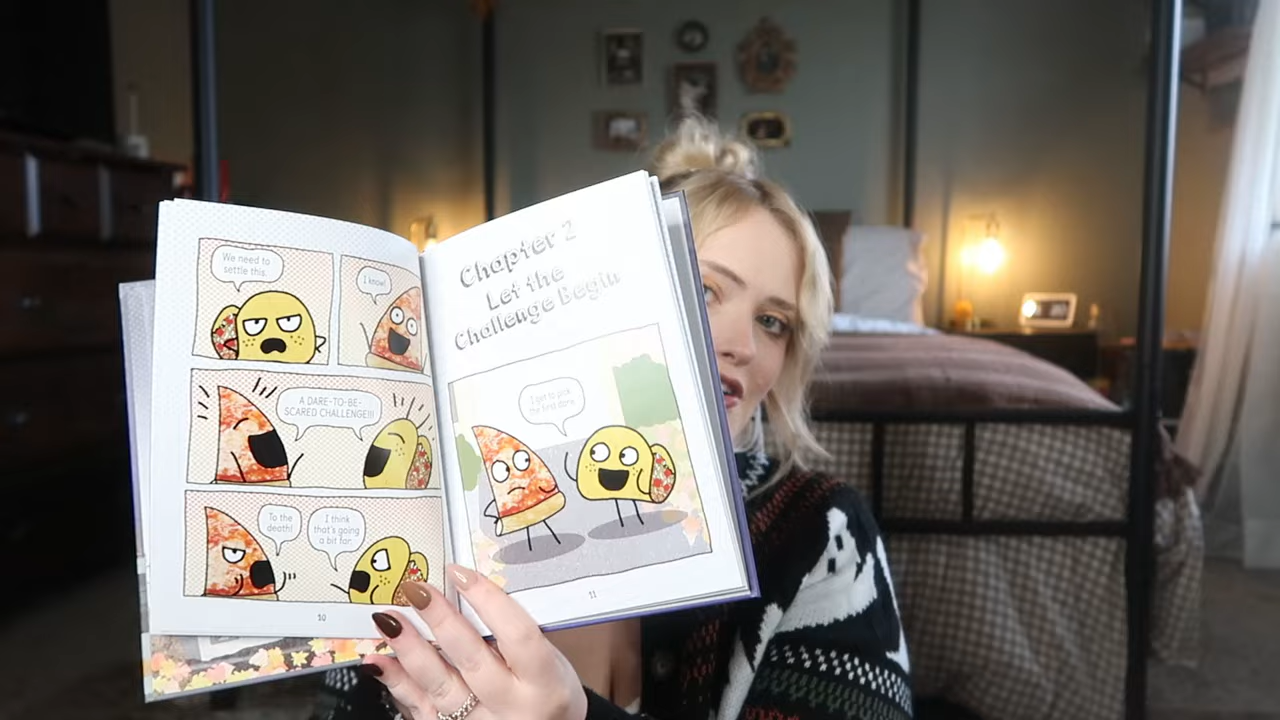 We need to
settle this.
I know!
A DARE-TO-BE-
SCARED CHALLENGE!!!
To the
death!
I think
that's going
a bit far.
10
Chapter 2
Let the
Challenge Begin
I get to pick
the first dare.
11